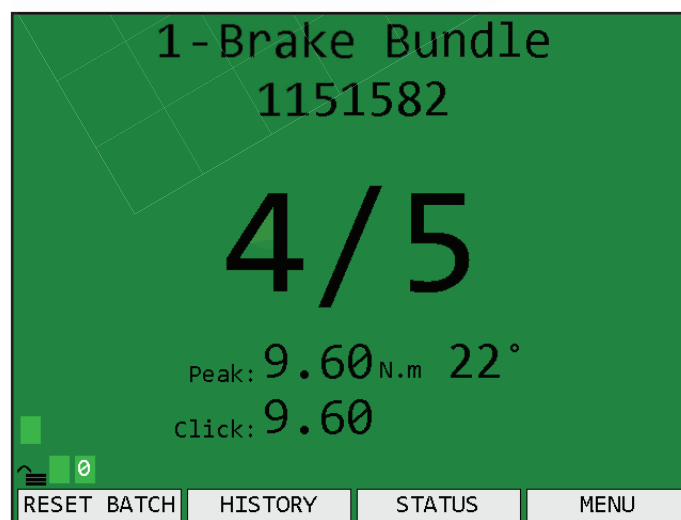 1-Brake Bundle
1151582
4/5
Peak: 9.60 N.m 22°
Click: 9.60
0
RESET BATCH HISTORY STATUS MENU